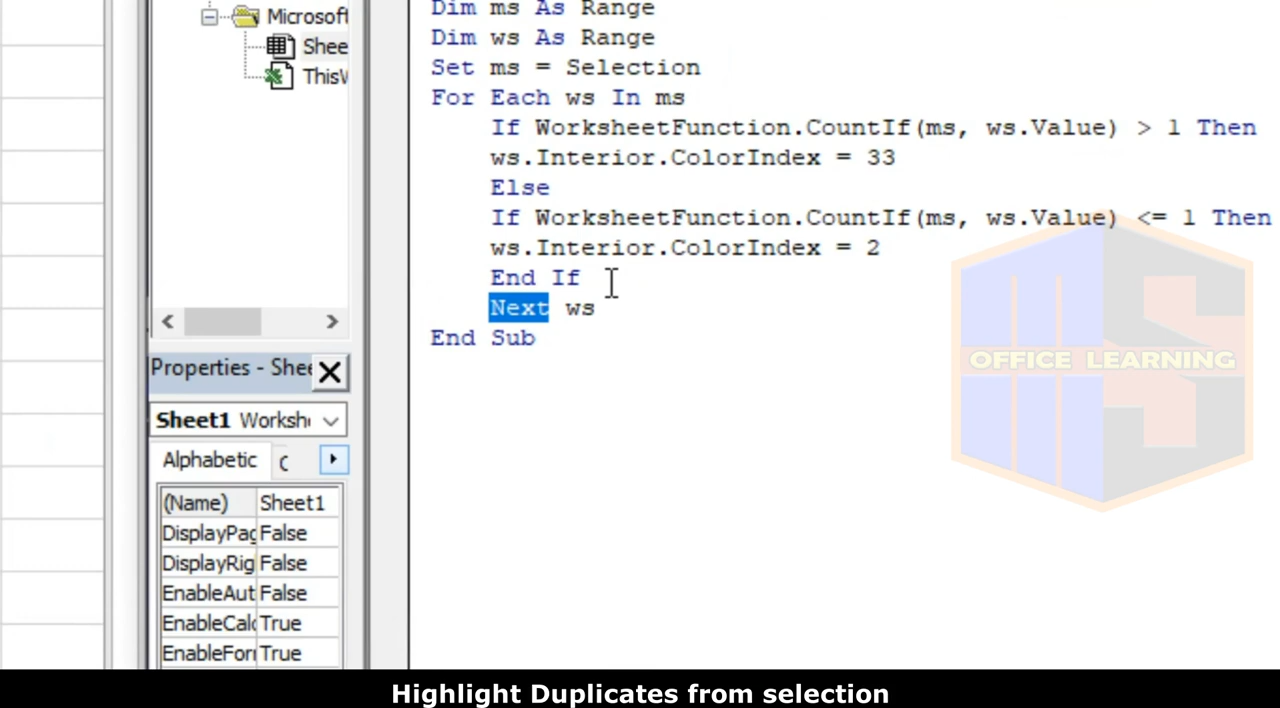 Microsoft
Shee
ThisW
Properties - Shee
Sheet1 Worksh
Alphabetic C
(Name) Sheet1
DisplayPag False
DisplayRig False
EnableAut False
EnableCalc True
EnableForm True
Dim ms As Range
Dim ws As Range
Set ms = Selection
For Each ws In ms
If WorksheetFunction.CountIf(ms, ws.Value) > 1 Then
ws.Interior.ColorIndex = 33
Else
If WorksheetFunction.CountIf(ms, ws.Value) <= 1 Then
ws.Interior.ColorIndex = 2
End If
Next ws
End Sub
OFFICE LEARNING
Highlight Duplicates from selection